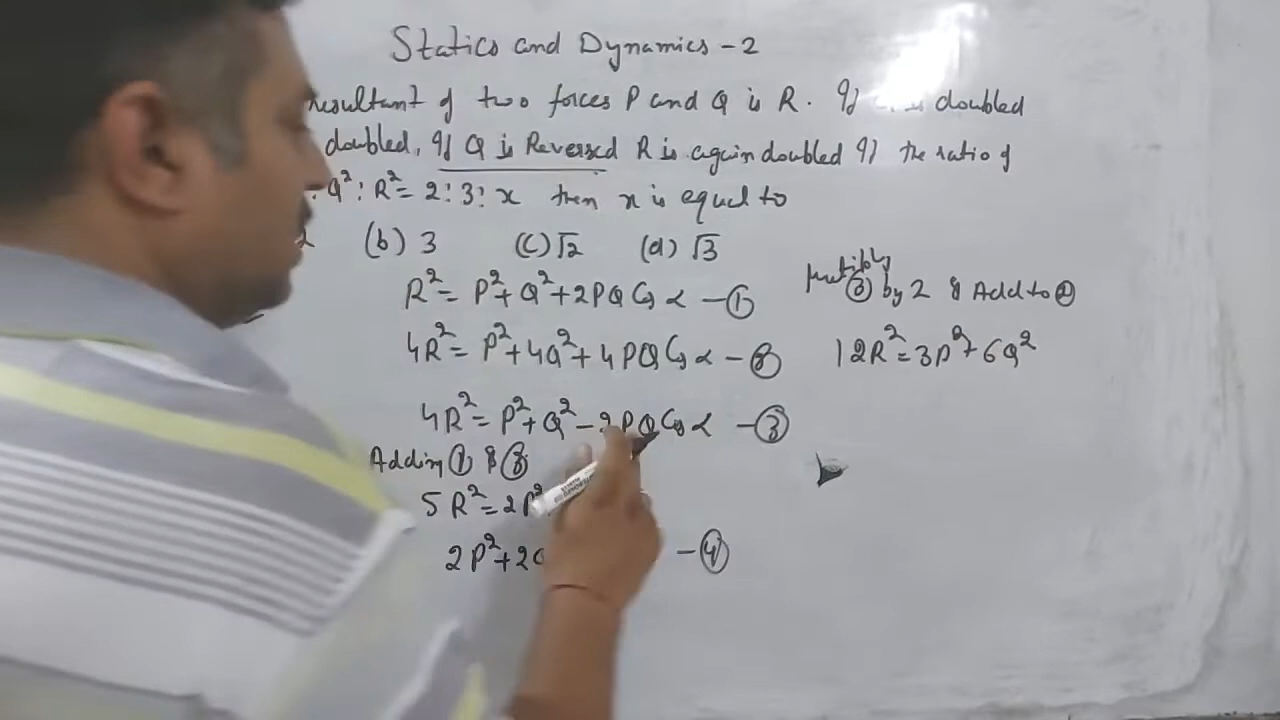 Statics and Dynamics - 2
resultant of two forces P and Q is R. If is doubled
doubled, If Q is Reversed R is again doubled If the ratio of
: Q² : R² = 2 : 3 : x then x is equal to
(b) 3 (c) √2 (d) √3
R² = P² + Q² + 2PQ Cos α - ①
4R² = P² + 4Q² + 4PQ Cos α - ②
4R² = P² + Q² - 2PQ Cos α - ③
Adding ① & ③
5R² = 2P²
2P² + 2Q - ④
Multiply
③ by 2 & Add to ②
12R² = 3P² + 6Q²